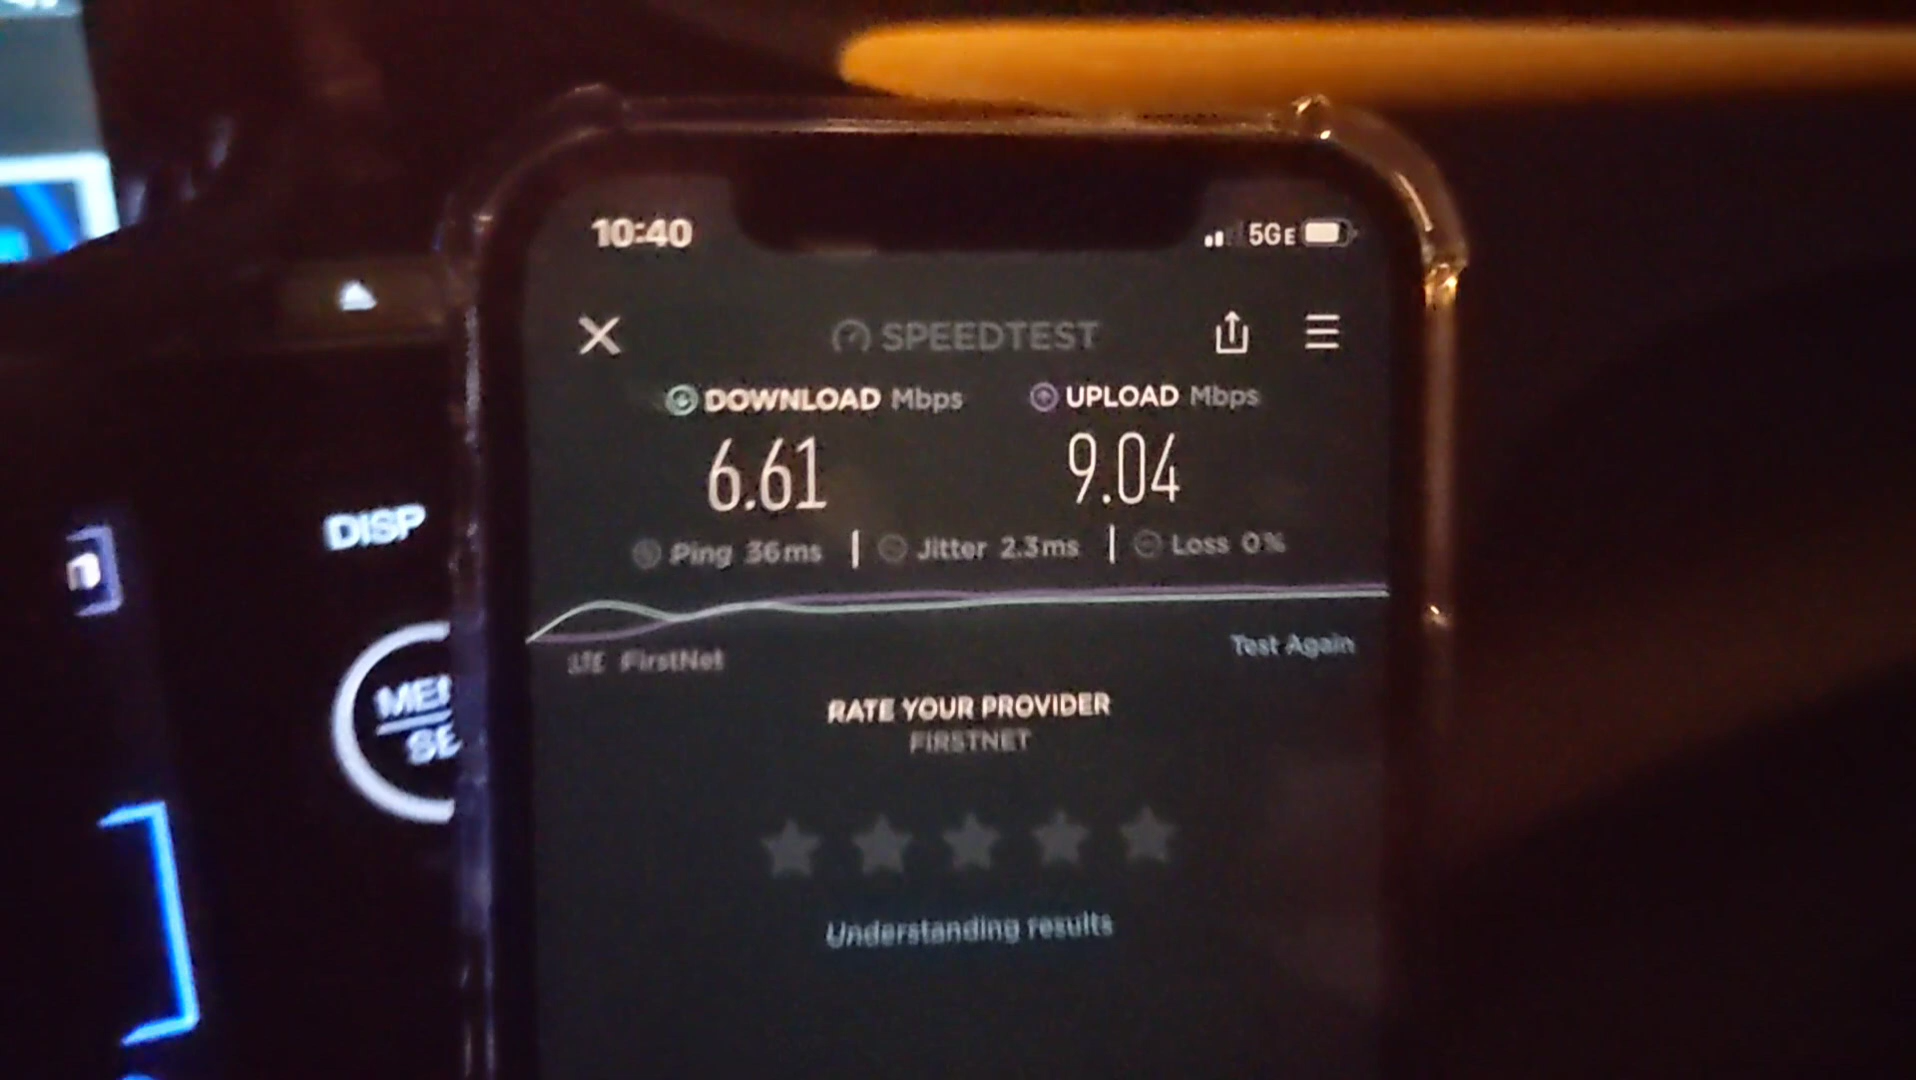 10:40 5GE
SPEEDTEST
DOWNLOAD Mbps UPLOAD Mbps
6.61 9.04
Ping 36ms Jitter 2.3ms Loss 0%
LTE FirstNet Test Again
RATE YOUR PROVIDER
FIRSTNET
Understanding results
DISP